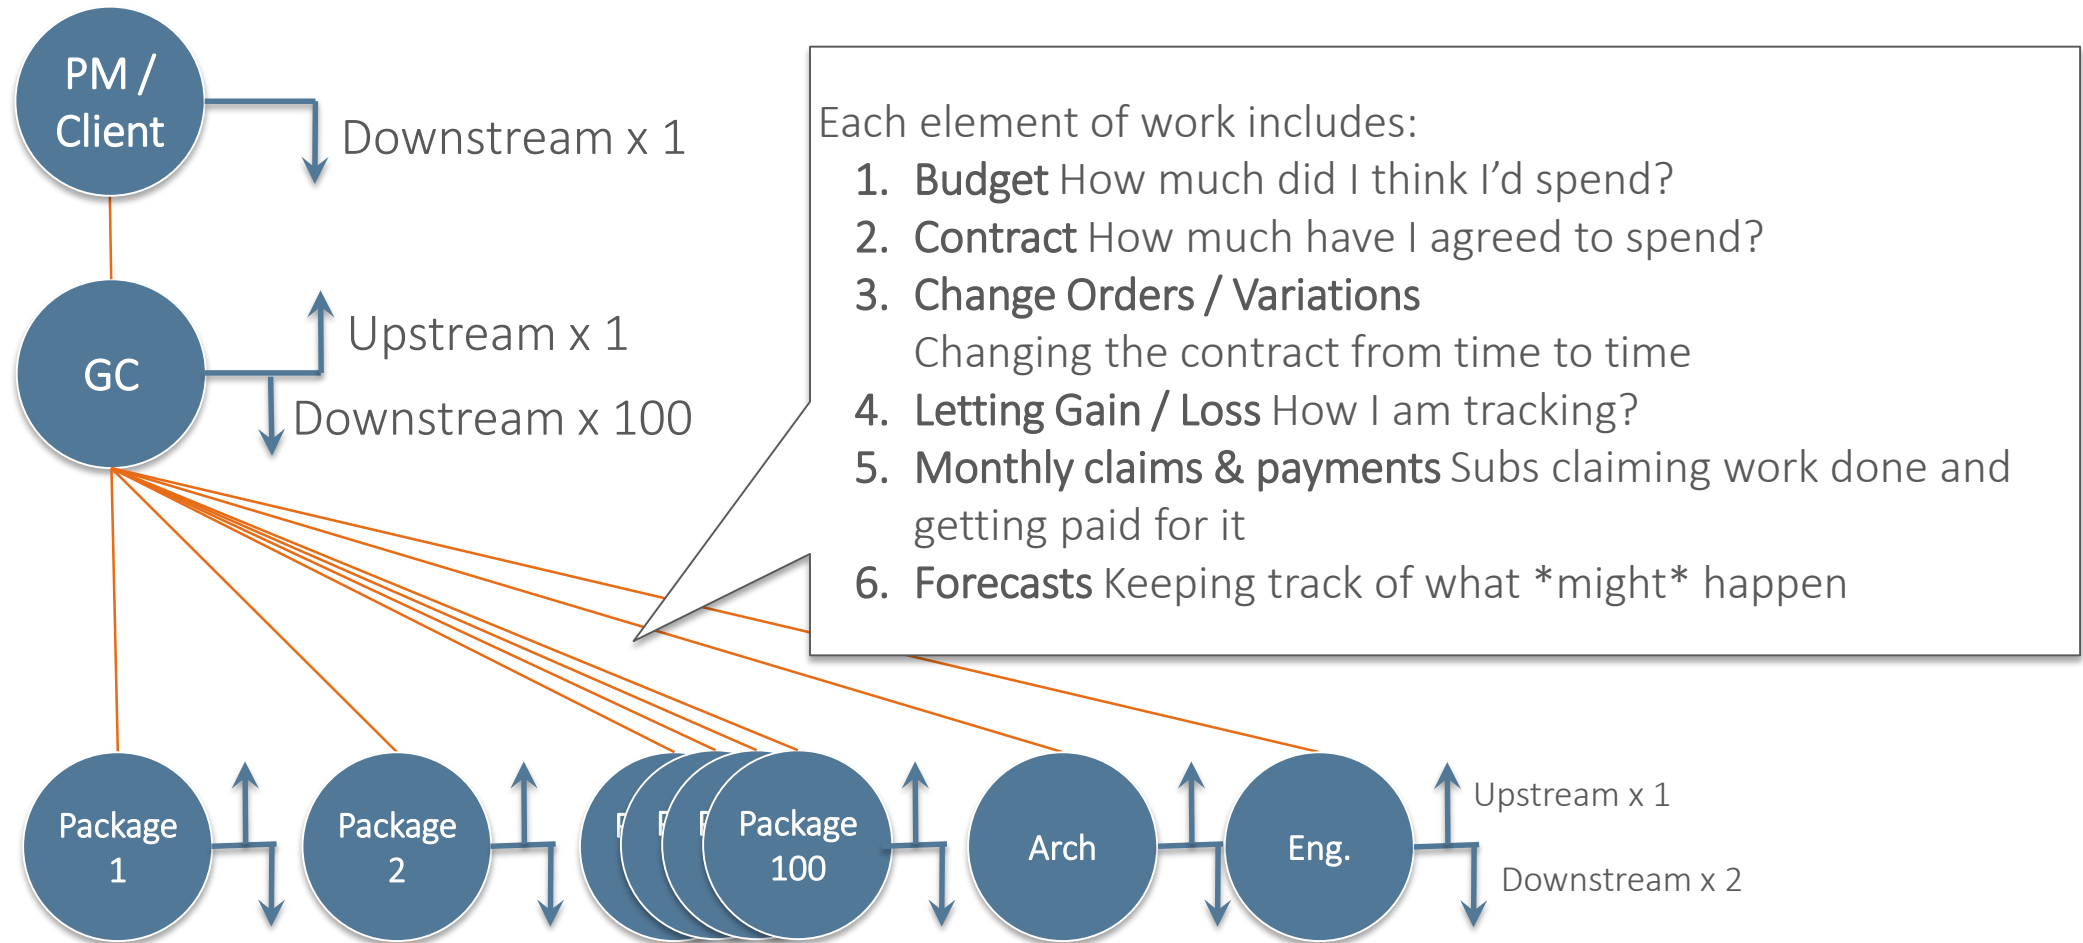 PM /
Client
Downstream x 1
Each element of work includes:
1. Budget How much did I think I’d spend?
2. Contract How much have I agreed to spend?
3. Change Orders / Variations
Changing the contract from time to time
4. Letting Gain / Loss How I am tracking?
5. Monthly claims & payments Subs claiming work done and
getting paid for it
6. Forecasts Keeping track of what *might* happen
GC
Upstream x 1
Downstream x 100
Package
1
Package
2
Package
100
Arch
Eng.
Upstream x 1
Downstream x 2